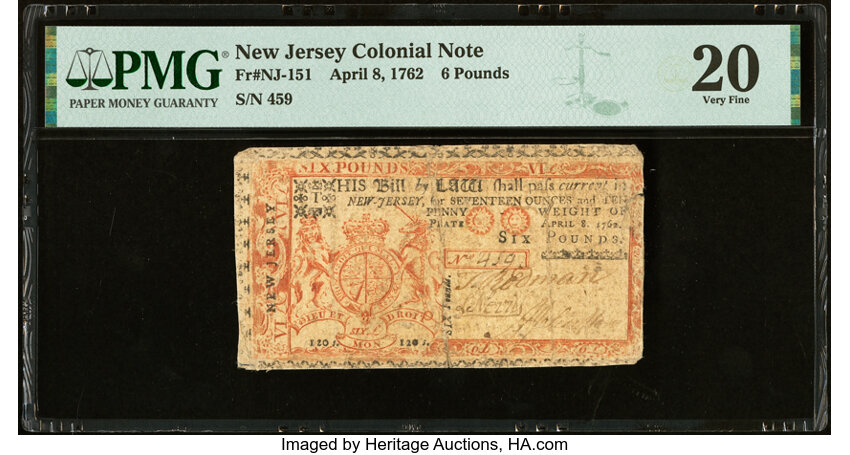 PMG®
PAPER MONEY GUARANTY
New Jersey Colonial Note
Fr#NJ-151 April 8, 1762 6 Pounds
S/N 459
20
Very Fine
SIX POUNDS VI
THIS Bill by LAW shall pass current in
NEW-JERSEY, for SEVENTEEN OUNCES and
PENNY WEIGHT OF
PLATE APRIL 8. 1762.
SIX POUNDS.
No. 459
NEW JERSEY
VI
SIX Pounds.
DIEU ET DROIT
MON
120 s. 120 s.
Imaged by Heritage Auctions, HA.com